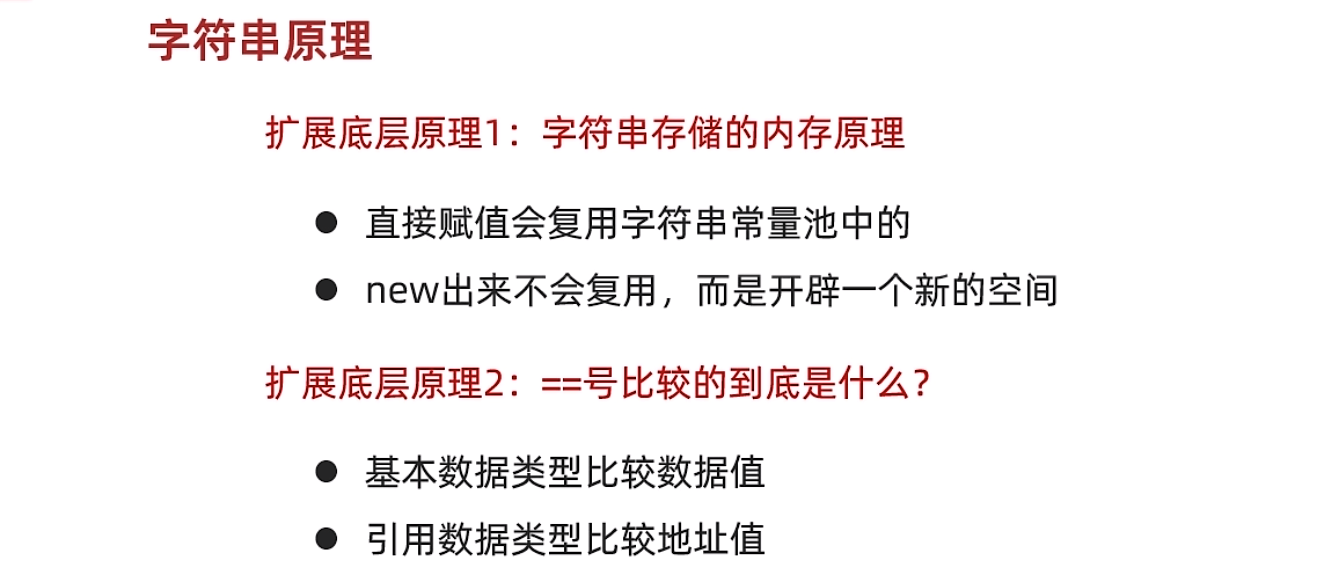 字符串原理
扩展底层原理1：字符串存储的内存原理
● 直接赋值会复用字符串常量池中的
● new出来不会复用，而是开辟一个新的空间
扩展底层原理2：==号比较的到底是什么？
● 基本数据类型比较数据值
● 引用数据类型比较地址值